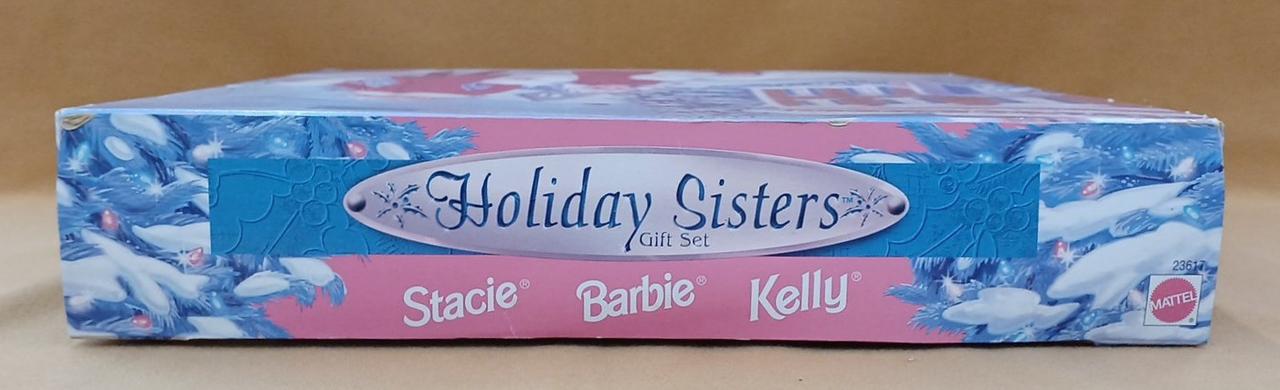 Holiday Sisters™
Gift Set
Stacie® Barbie® Kelly®
23617
MATTEL®